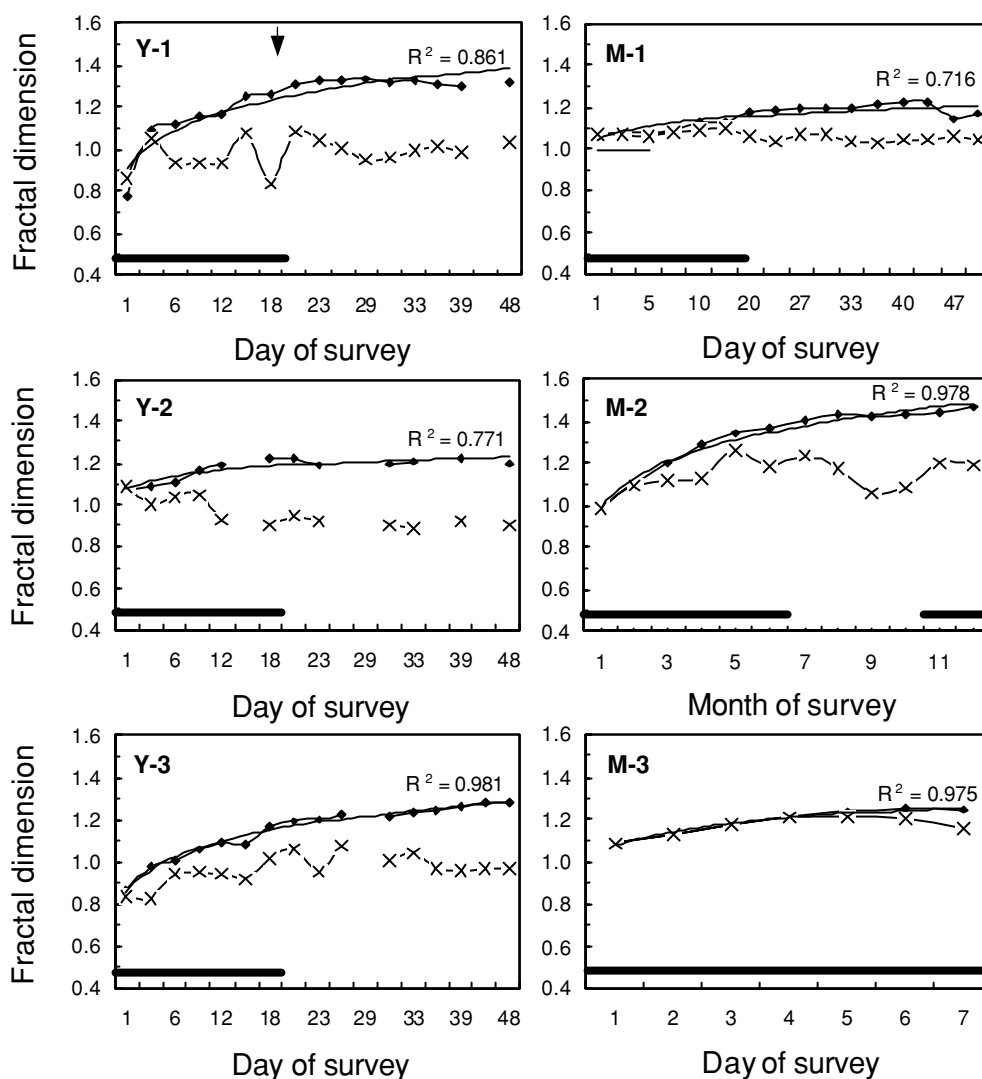 Y-1
R² = 0.861
Fractal dimension
1.6
1.4
1.2
1.0
0.8
0.6
0.4
1 6 12 18 23 29 33 39 48
Day of survey
M-1
R² = 0.716
1.6
1.4
1.2
1.0
0.8
0.6
0.4
1 5 10 20 27 33 40 47
Day of survey
Y-2
R² = 0.771
Fractal dimension
1.6
1.4
1.2
1.0
0.8
0.6
0.4
1 6 12 18 23 29 33 39 48
Day of survey
M-2
R² = 0.978
1.6
1.4
1.2
1.0
0.8
0.6
0.4
1 3 5 7 9 11
Month of survey
Y-3
R² = 0.981
Fractal dimension
1.6
1.4
1.2
1.0
0.8
0.6
0.4
1 6 12 18 23 29 33 39 48
Day of survey
M-3
R² = 0.975
1.6
1.4
1.2
1.0
0.8
0.6
0.4
1 2 3 4 5 6 7
Day of survey